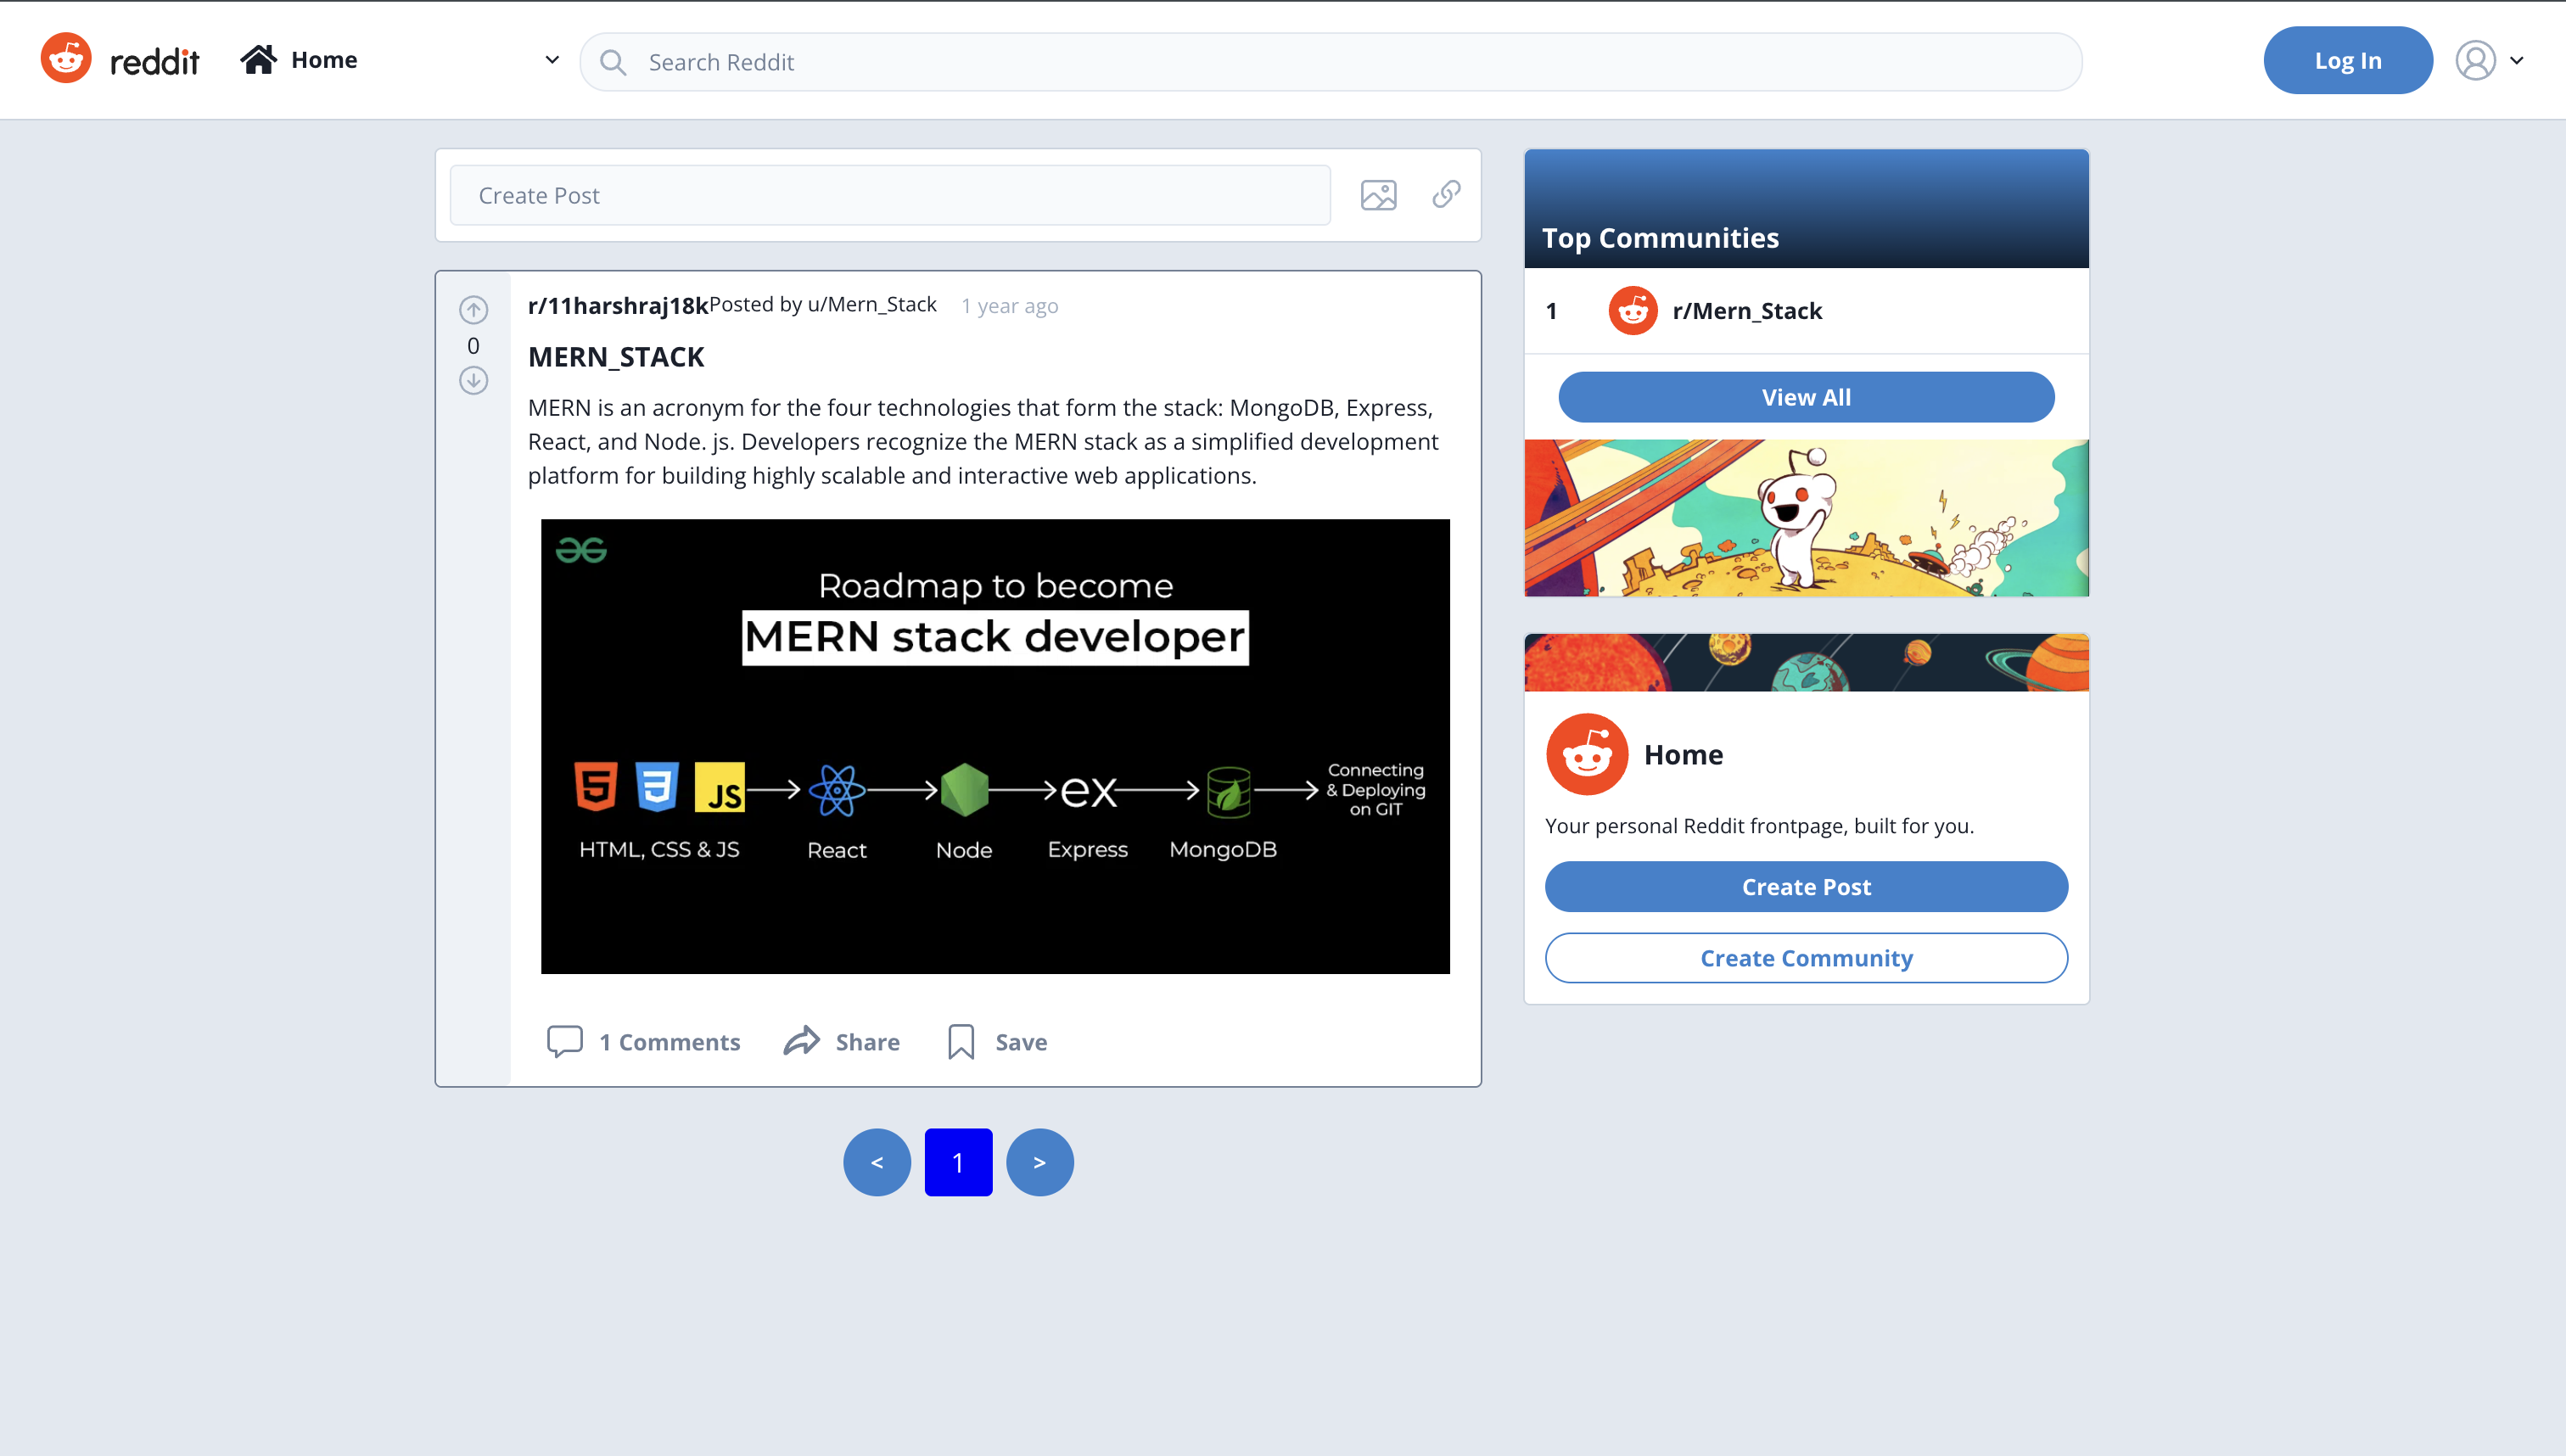 reddit
Home
Search Reddit
Log In
Create Post
r/11harshraj18kPosted by u/Mern_Stack 1 year ago
0
MERN_STACK
MERN is an acronym for the four technologies that form the stack: MongoDB, Express,
React, and Node. js. Developers recognize the MERN stack as a simplified development
platform for building highly scalable and interactive web applications.
Roadmap to become
MERN stack developer
JS
ex
Connecting
& Deploying
on GIT
HTML, CSS & JS
React
Node
Express
MongoDB
1 Comments
Share
Save
< 1 >
Top Communities
1 r/Mern_Stack
View All
Home
Your personal Reddit frontpage, built for you.
Create Post
Create Community